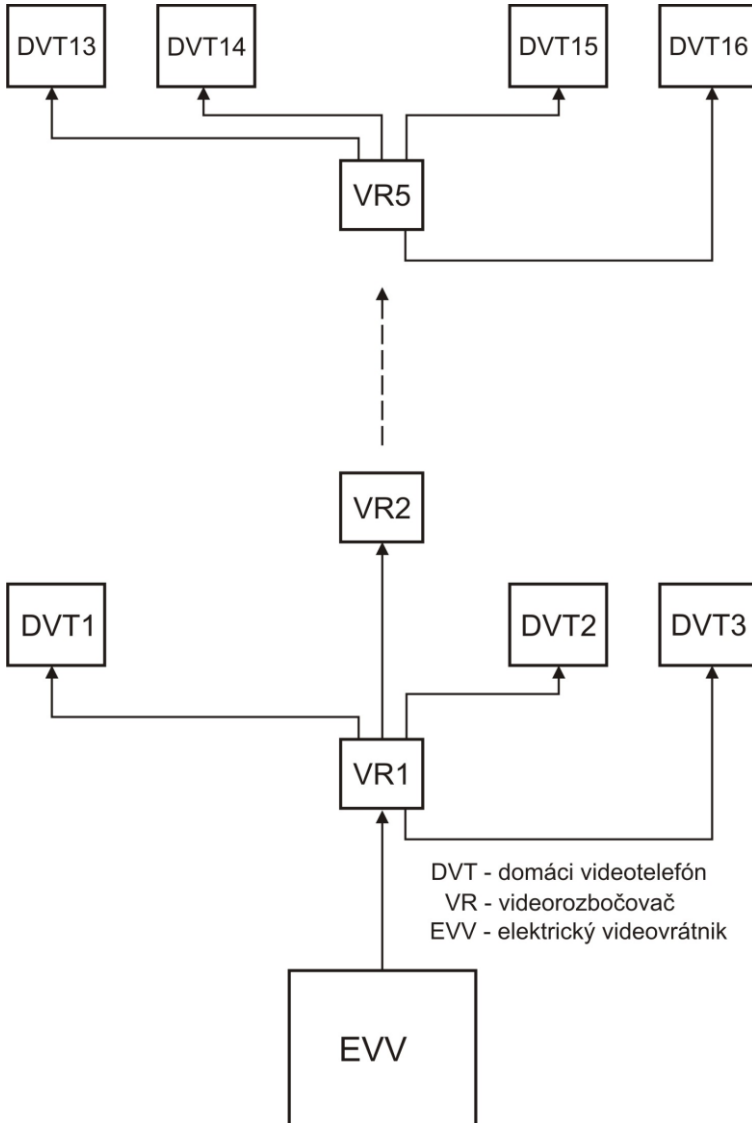 DVT13
DVT14
DVT15
DVT16
VR5
VR2
DVT1
DVT2
DVT3
VR1
DVT - domáci videotelefón
VR - videorozbočovač
EVV - elektrický videovrátnik
EVV